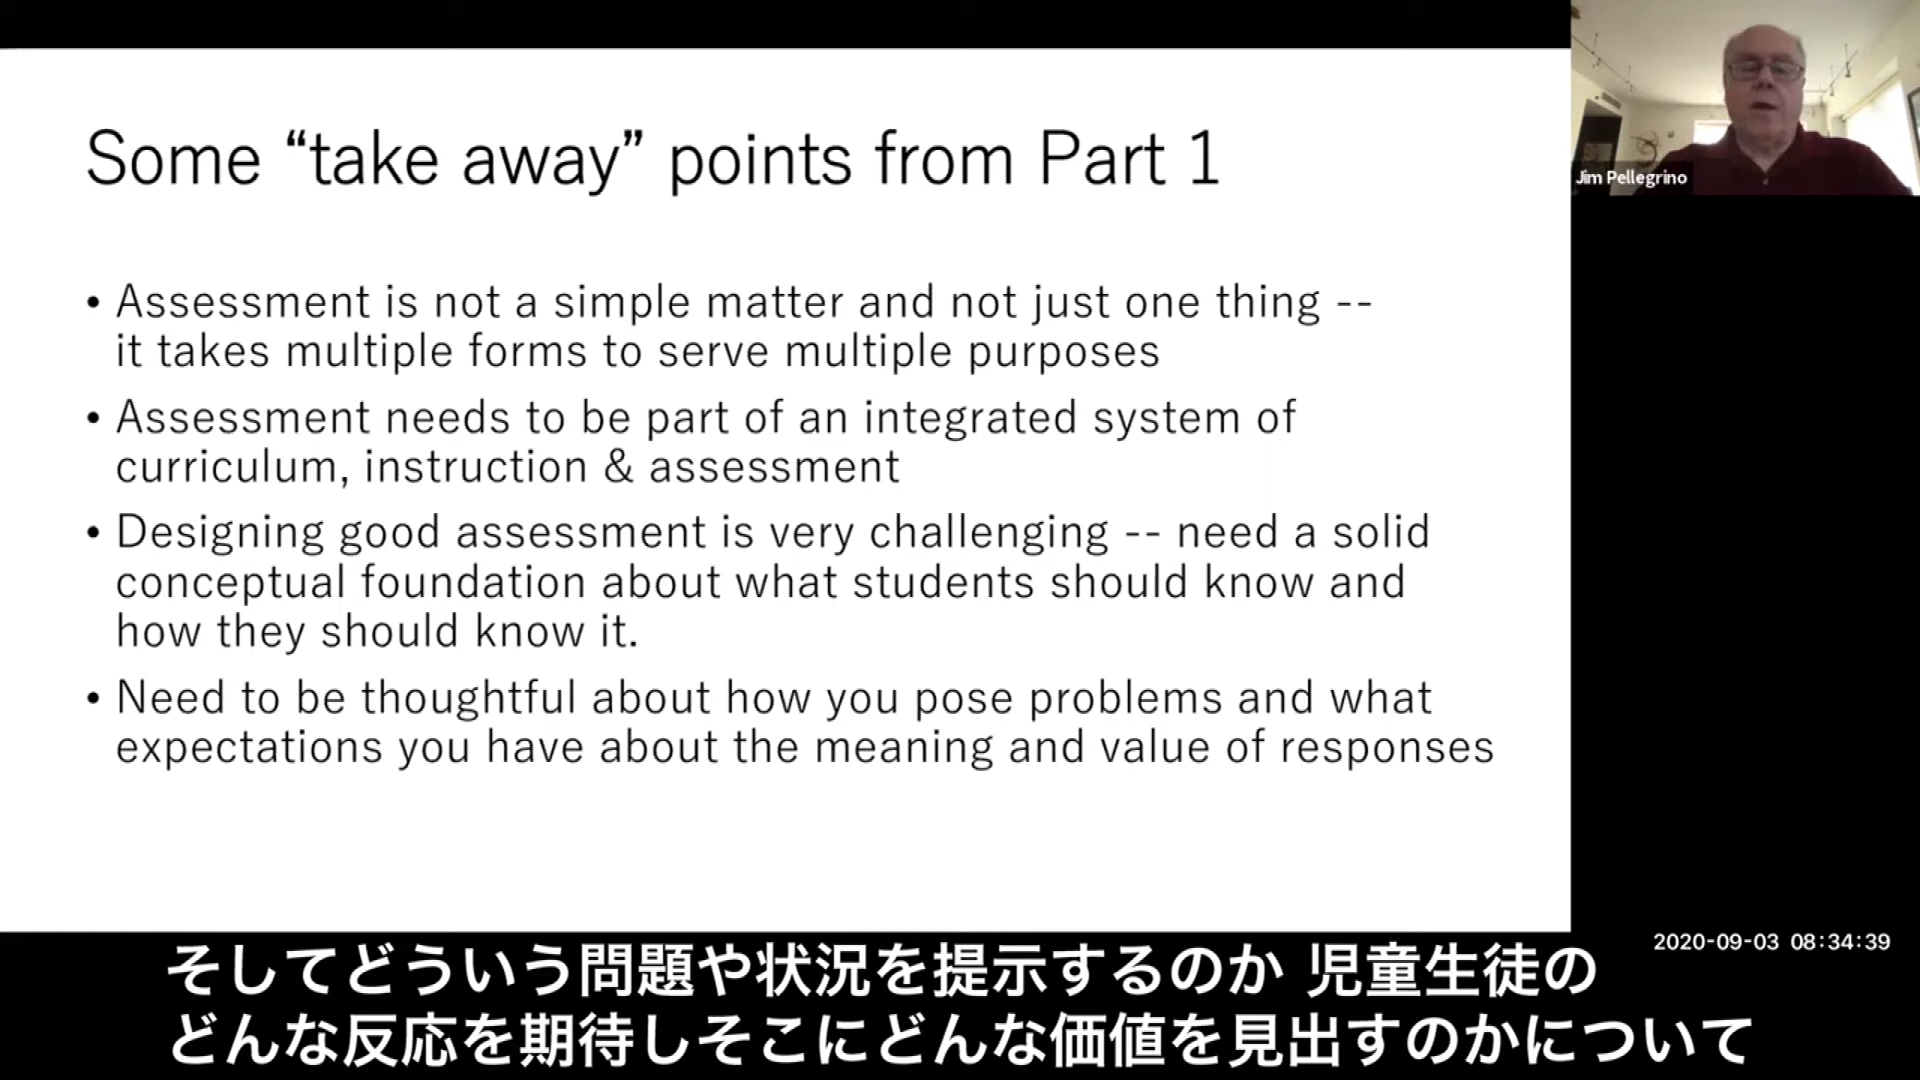 Some “take away” points from Part 1
• Assessment is not a simple matter and not just one thing --
it takes multiple forms to serve multiple purposes
• Assessment needs to be part of an integrated system of
curriculum, instruction & assessment
• Designing good assessment is very challenging -- need a solid
conceptual foundation about what students should know and
how they should know it.
• Need to be thoughtful about how you pose problems and what
expectations you have about the meaning and value of responses
Jim Pellegrino
2020-09-03 08:34:39
そしてどういう問題や状況を提示するのか 児童生徒の
どんな反応を期待しそこにどんな価値を見出すのかについて